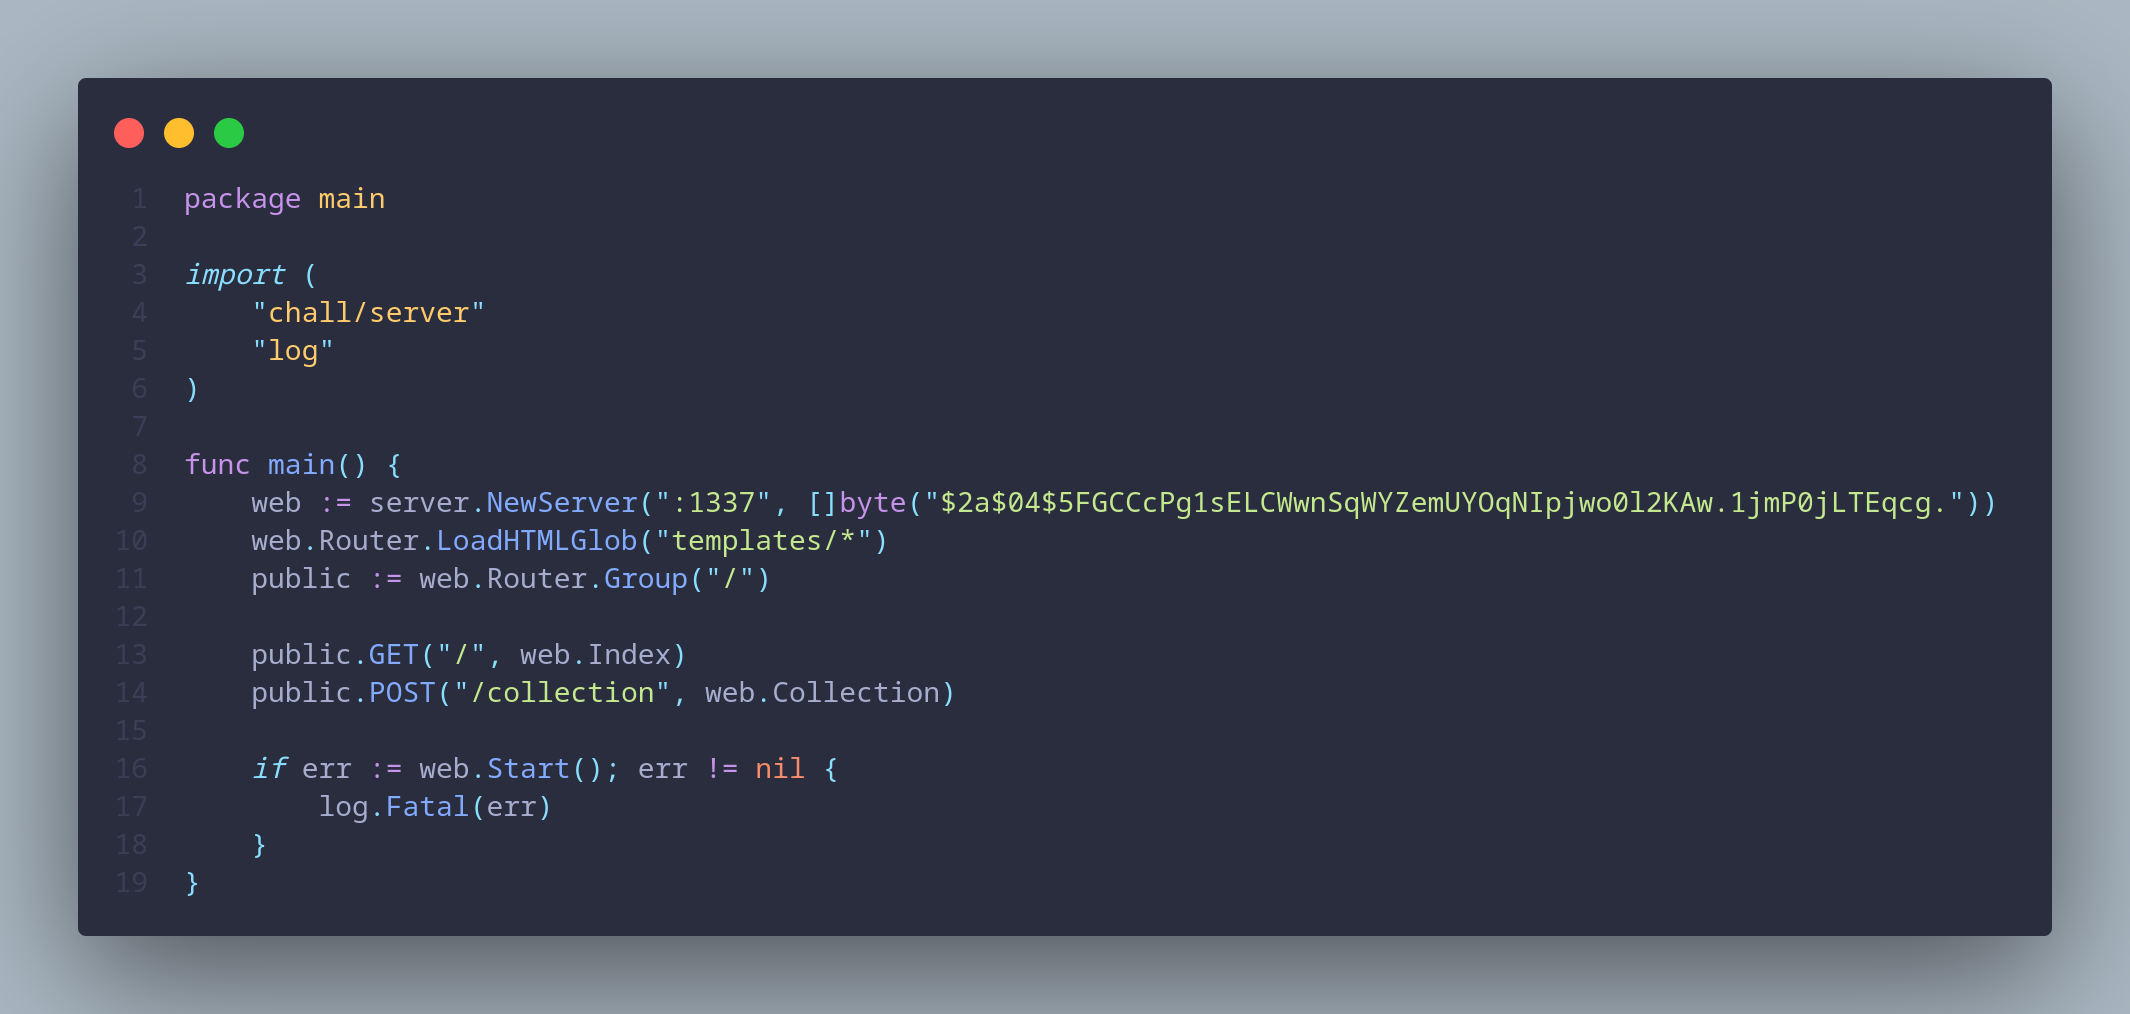 1 package main
2
3 import (
4     "chall/server"
5     "log"
6 )
7
8 func main() {
9     web := server.NewServer(":1337", []byte("$2a$04$5FGCCCcPg1sELCWwnSqWYZemUYOqNIpjwo0l2KAw.1jmP0jLTEqcg."))
10     web.Router.LoadHTMLGlob("templates/*")
11     public := web.Router.Group("/")
12
13     public.GET("/", web.Index)
14     public.POST("/collection", web.Collection)
15
16     if err := web.Start(); err != nil {
17         log.Fatal(err)
18     }
19 }